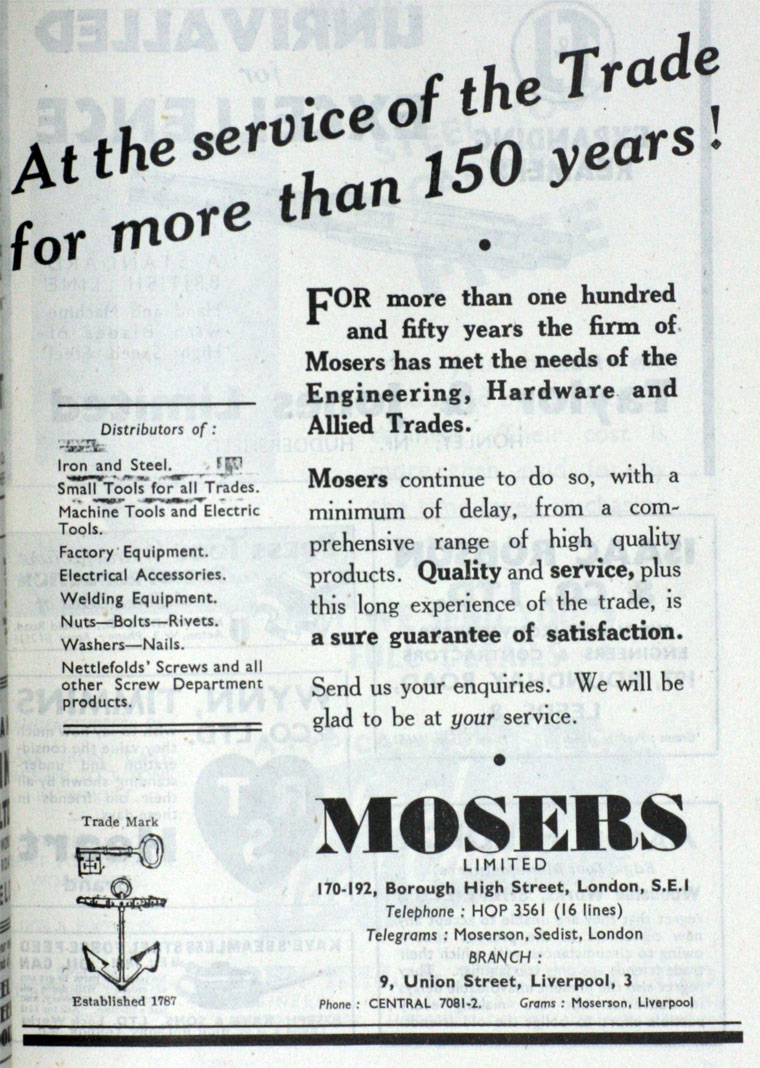 At the service of the Trade
for more than 150 years!
FOR more than one hundred
and fifty years the firm of
Mosers has met the needs of the
Engineering, Hardware and
Allied Trades.
Mosers continue to do so, with a
minimum of delay, from a com-
prehensive range of high quality
products. Quality and service, plus
this long experience of the trade, is
a sure guarantee of satisfaction.
Send us your enquiries. We will be
glad to be at your service.
Distributors of :
Iron and Steel.
Small Tools for all Trades.
Machine Tools and Electric
Tools.
Factory Equipment.
Electrical Accessories.
Welding Equipment.
Nuts—Bolts—Rivets.
Washers—Nails.
Nettlefolds' Screws and all
other Screw Department
products.
Trade Mark
Established 1787
MOSERS
LIMITED
170-192, Borough High Street, London, S.E.1
Telephone : HOP 3561 (16 lines)
Telegrams : Moserson, Sedist, London
BRANCH :
9, Union Street, Liverpool, 3
Phone : CENTRAL 7081-2. Grams : Moserson, Liverpool